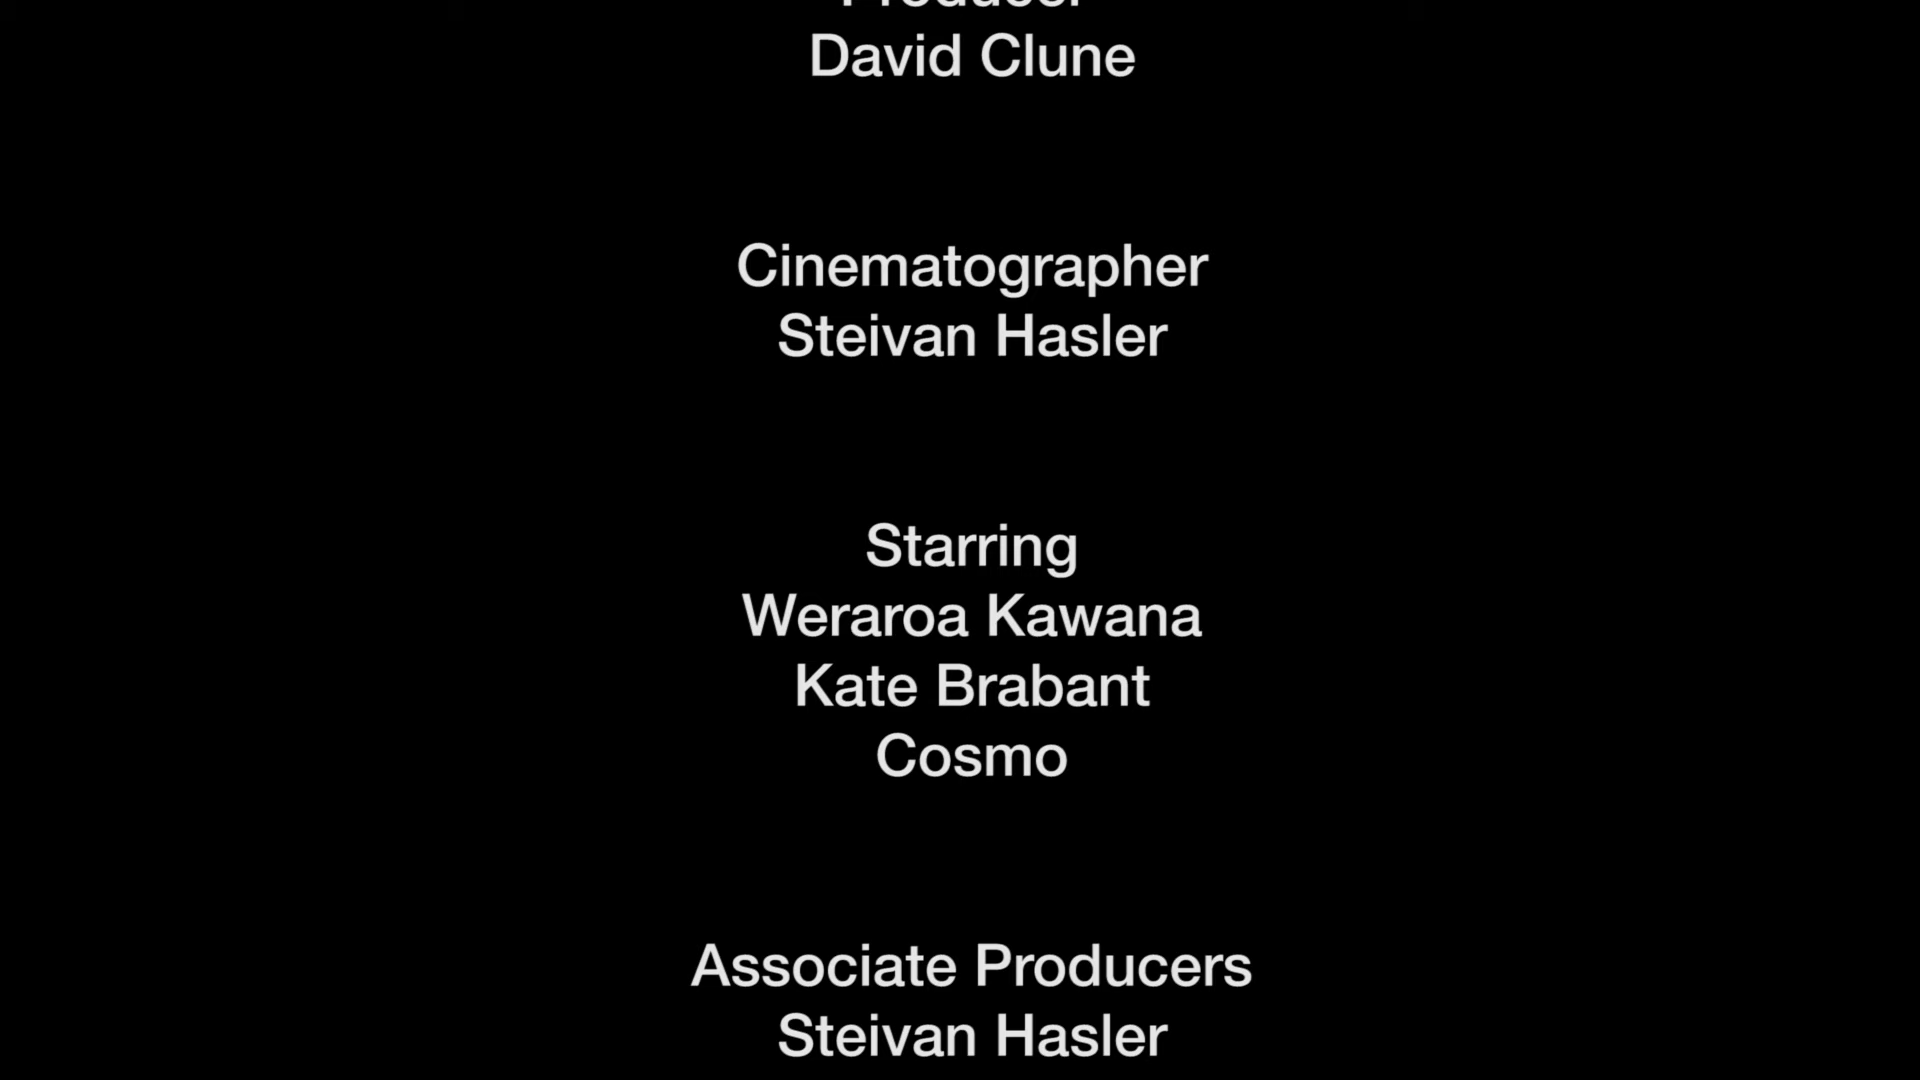 Producer
David Clune
Cinematographer
Steivan Hasler
Starring
Weraroa Kawana
Kate Brabant
Cosmo
Associate Producers
Steivan Hasler